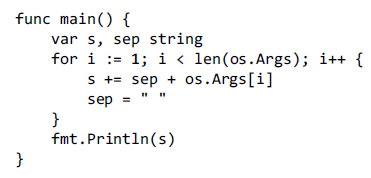 func main() {
    var s, sep string
    for i := 1; i < len(os.Args); i++ {
        s += sep + os.Args[i]
        sep = " "
    }
    fmt.Println(s)
}